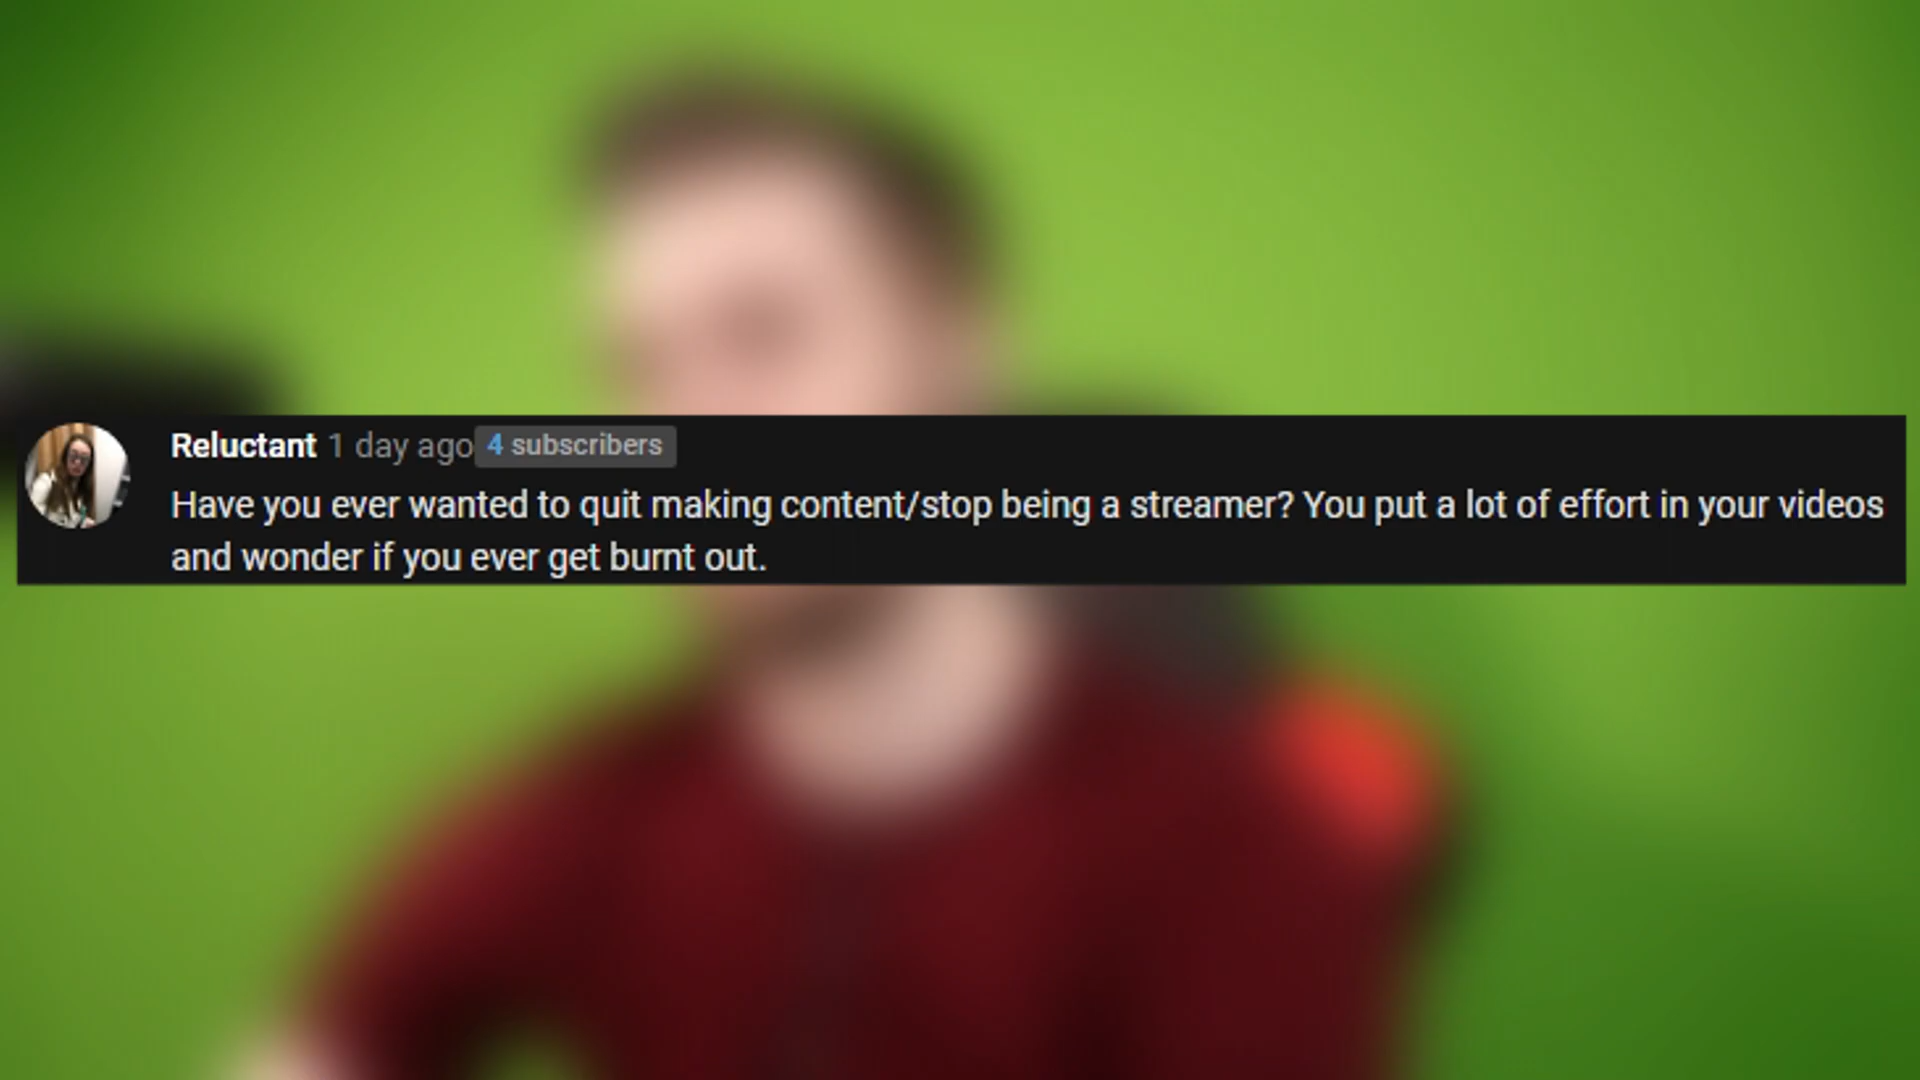 Reluctant 1 day ago 4 subscribers
Have you ever wanted to quit making content/stop being a streamer? You put a lot of effort in your videos
and wonder if you ever get burnt out.